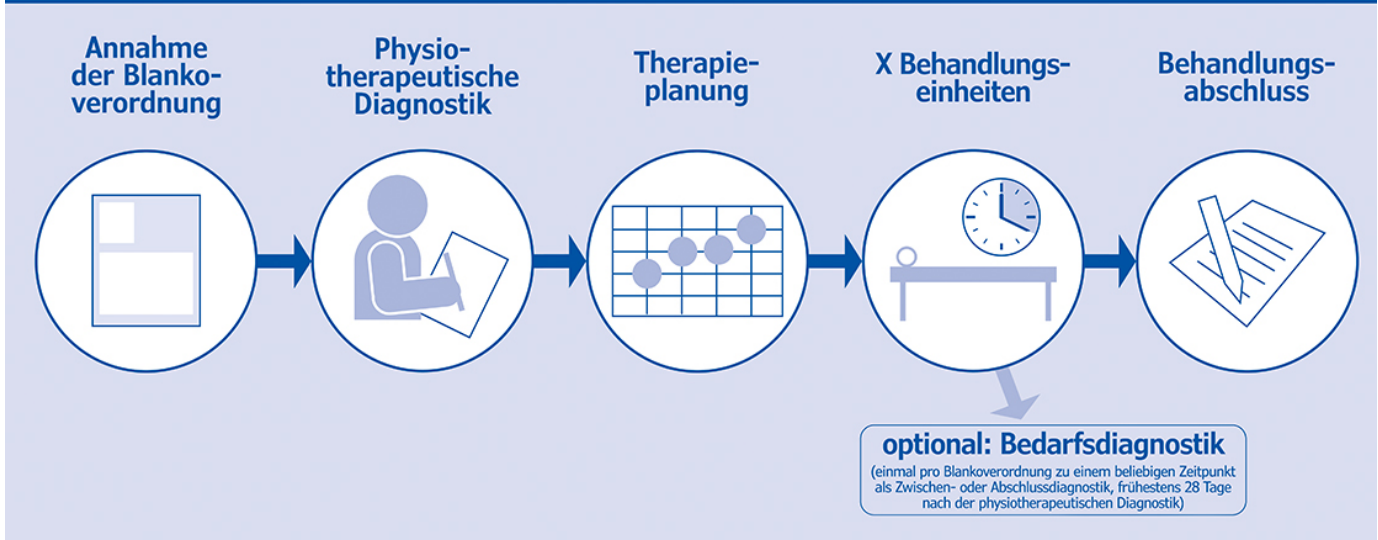 Annahme
der Blanko-
verordnung
Physio-
therapeutische
Diagnostik
Therapie-
planung
X Behandlungs-
einheiten
Behandlungs-
abschluss
optional: Bedarfsdiagnostik
(einmal pro Blankoverordnung zu einem beliebigen Zeitpunkt
als Zwischen- oder Abschlussdiagnostik, frühestens 28 Tage
nach der physiotherapeutischen Diagnostik)